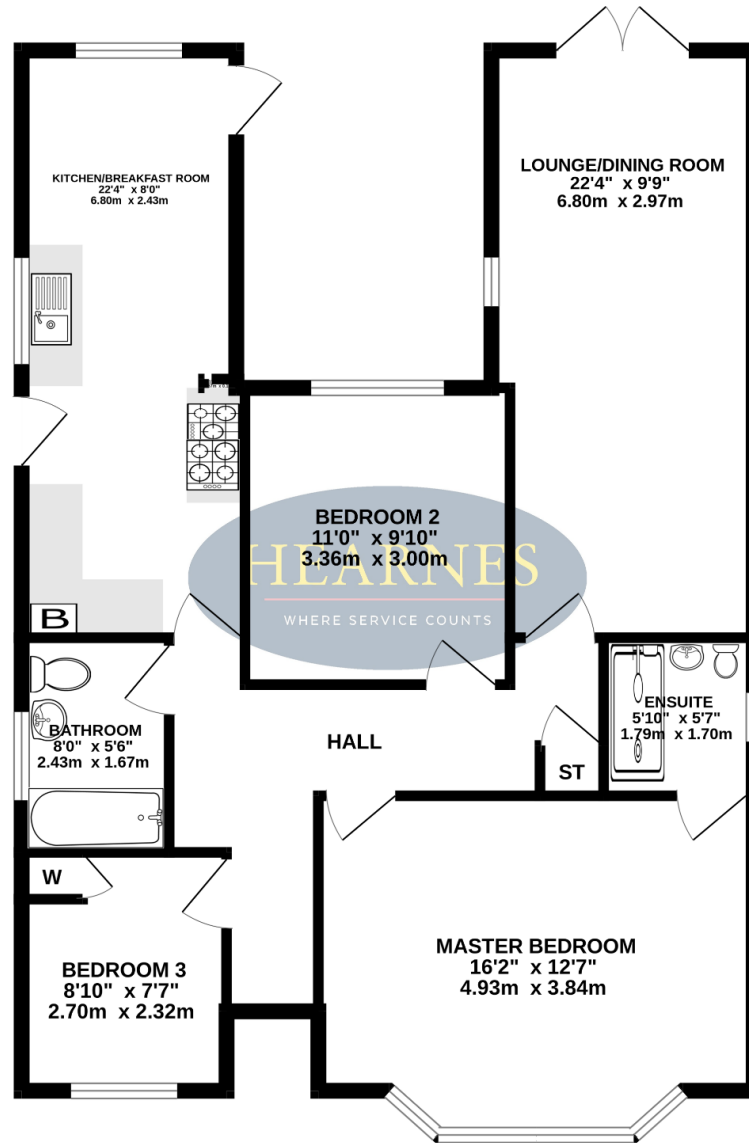 KITCHEN/BREAKFAST ROOM
22'4" x 8'0"
6.80m x 2.43m
LOUNGE/DINING ROOM
22'4" x 9'9"
6.80m x 2.97m
BEDROOM 2
11'0" x 9'10"
3.36m x 3.00m
HEARNES
WHERE SERVICE COUNTS
B
BATHROOM
8'0" x 5'6"
2.43m x 1.67m
HALL
ST
ENSUITE
5'10" x 5'7"
1.79m x 1.70m
W
BEDROOM 3
8'10" x 7'7"
2.70m x 2.32m
MASTER BEDROOM
16'2" x 12'7"
4.93m x 3.84m